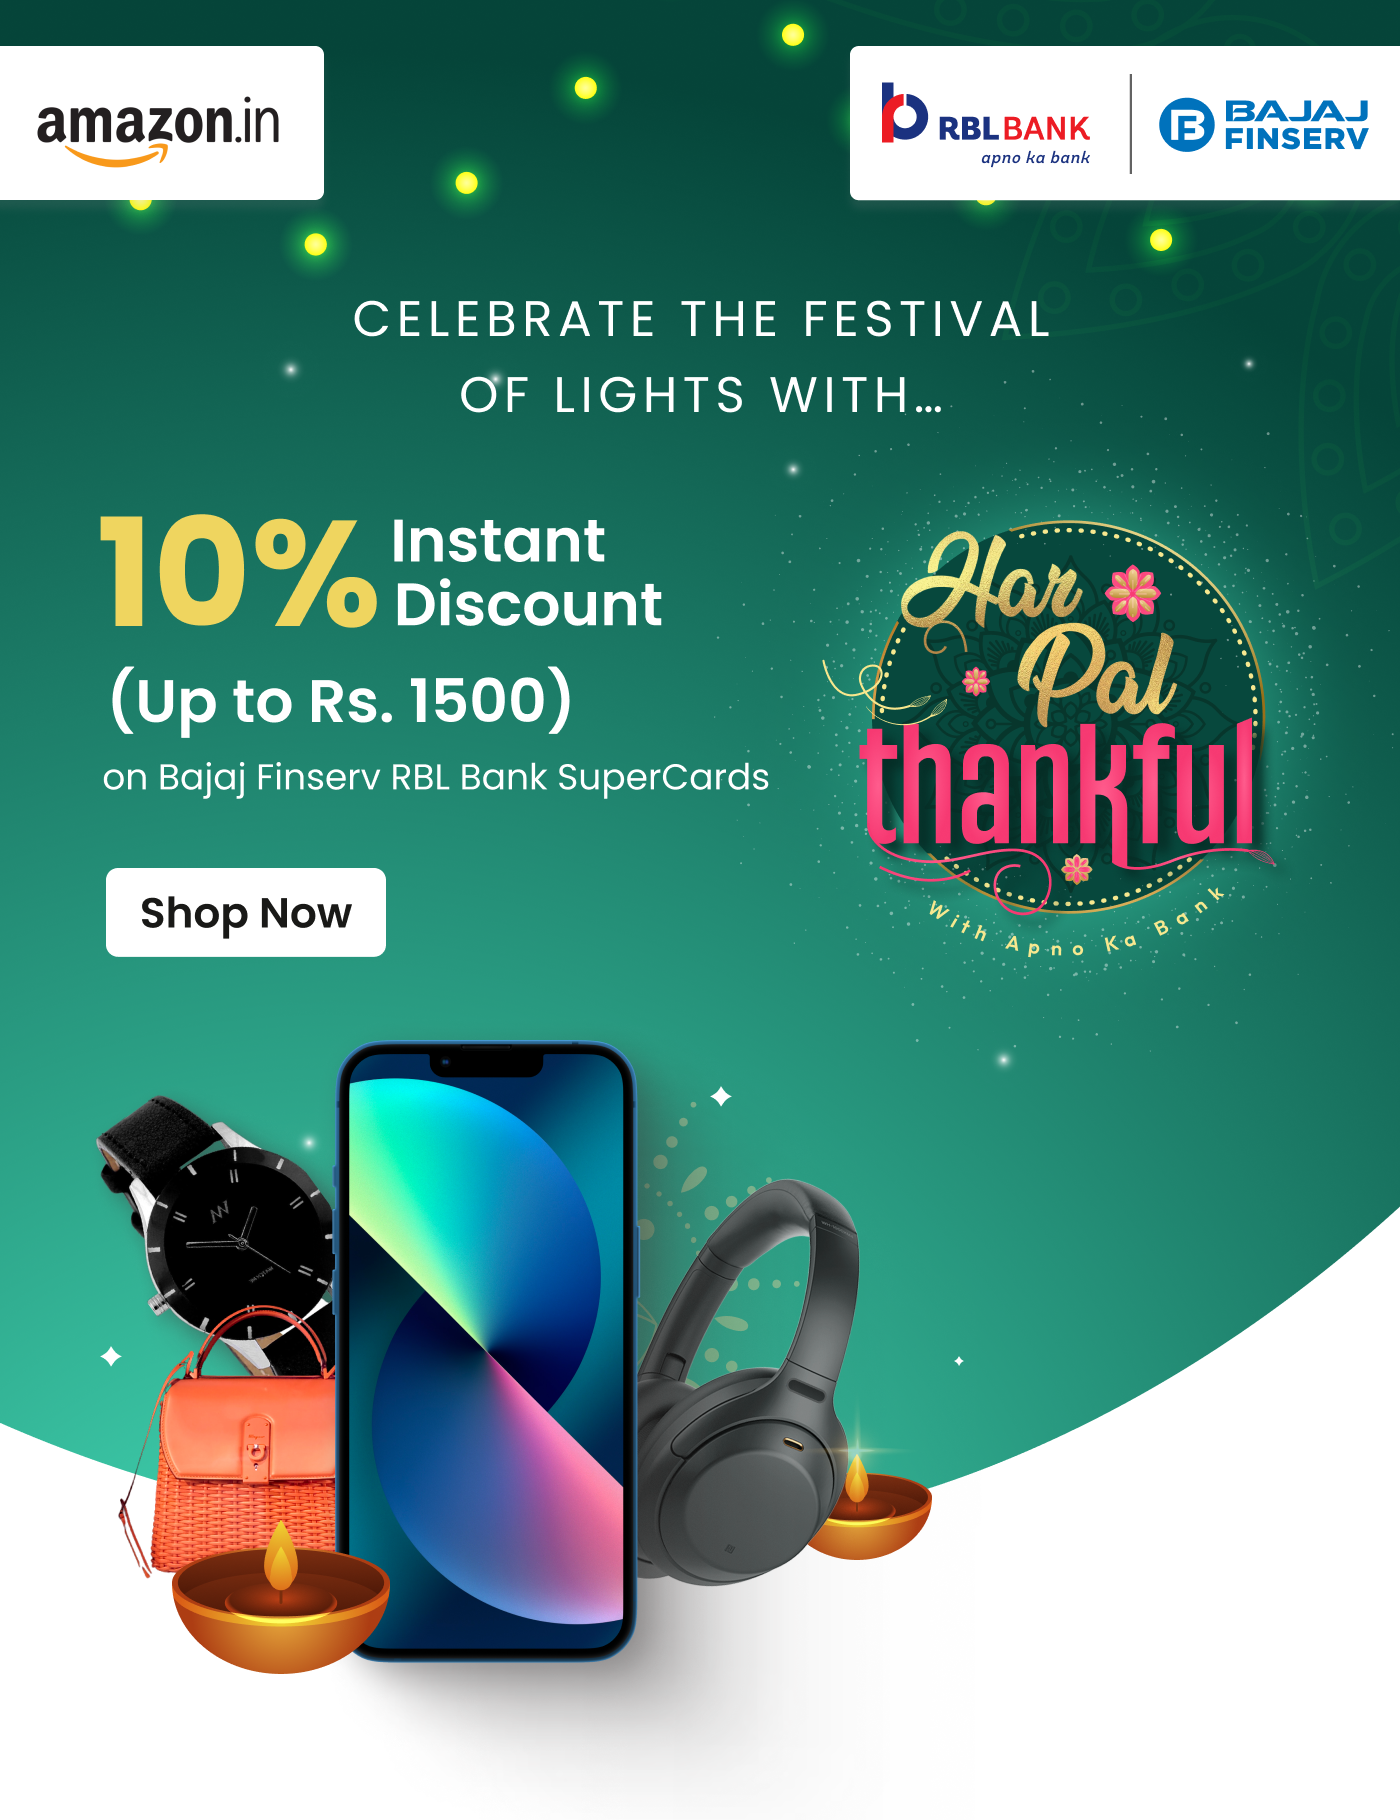 amazon.in
RBL BANK
apno ka bank
BAJAJ
FINSERV
CELEBRATE THE FESTIVAL
OF LIGHTS WITH...
10% Instant
Discount
(Up to Rs. 1500)
on Bajaj Finserv RBL Bank SuperCards
Shop Now
Har
Pal
thankful
With Apno Ka Bank